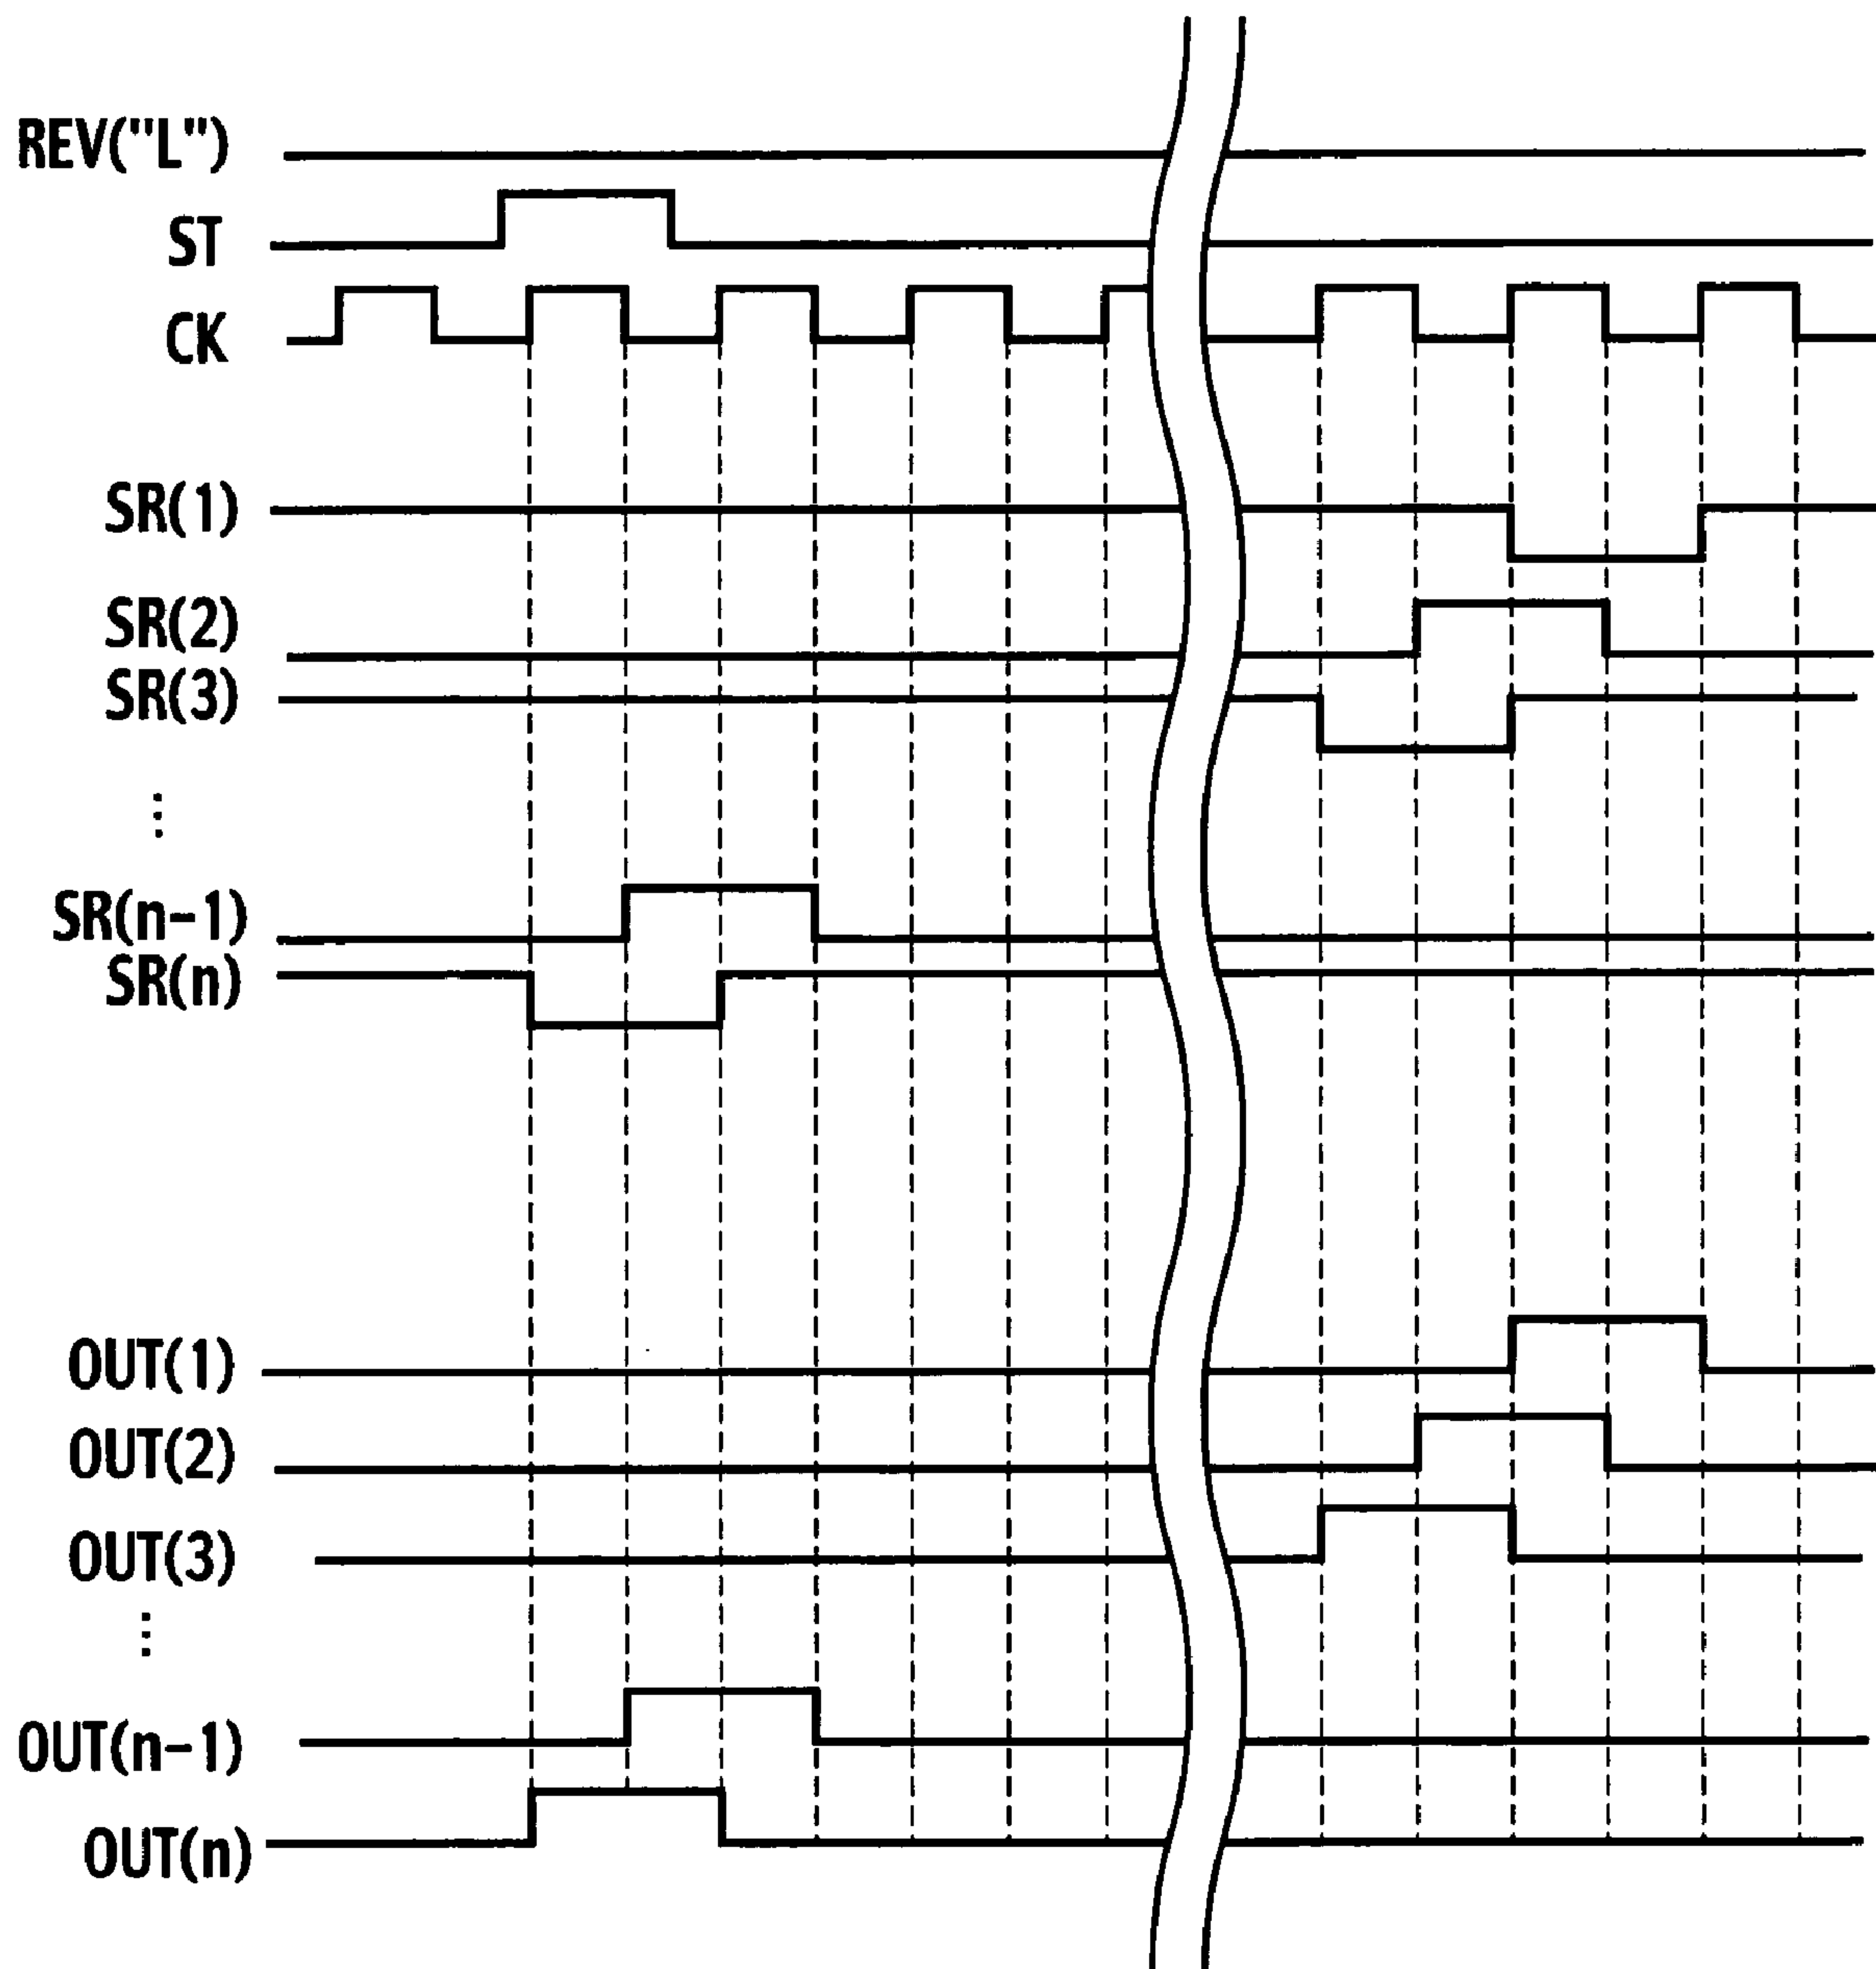 REV("L")
ST
CK
SR(1)
SR(2)
SR(3)
⋮
SR(n-1)
SR(n)
OUT(1)
OUT(2)
OUT(3)
⋮
OUT(n-1)
OUT(n)